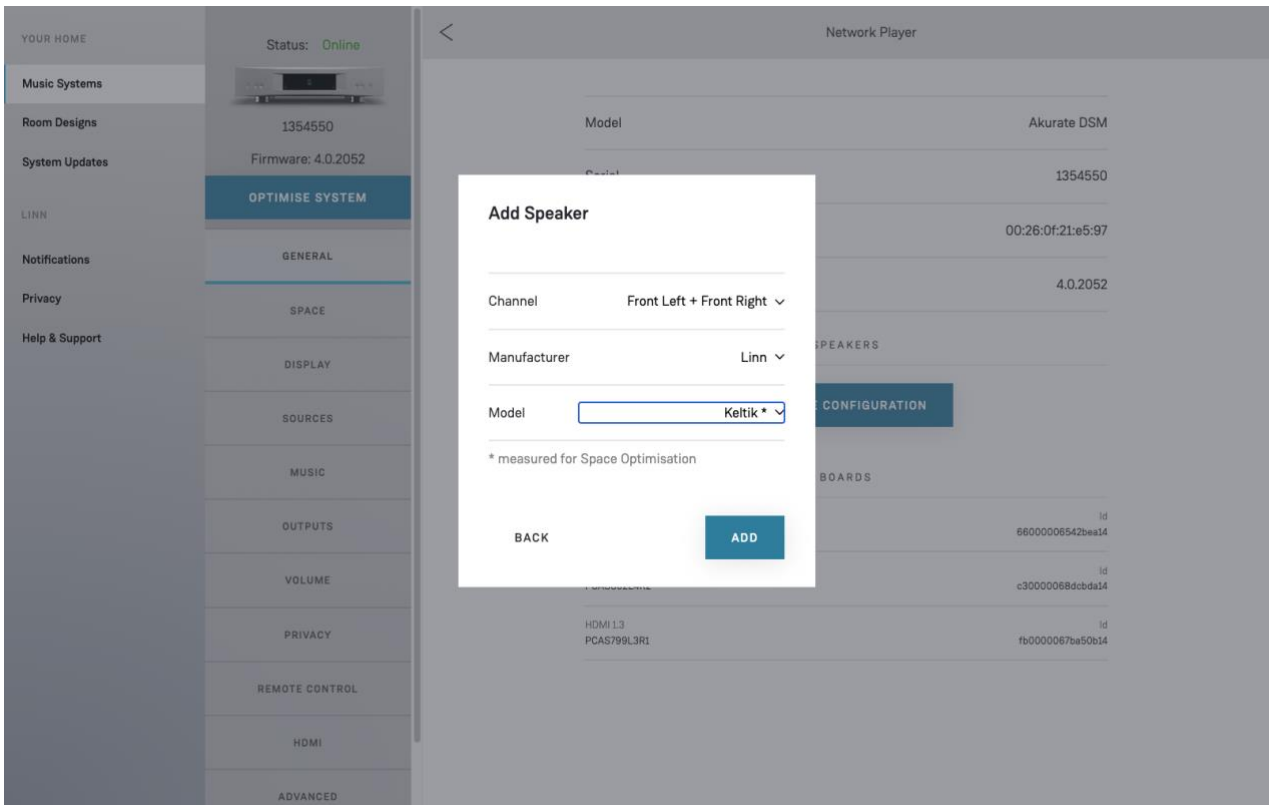 YOUR HOME
Music Systems
Room Designs
System Updates
LINN
Notifications
Privacy
Help & Support
Status: Online
1354550
Firmware: 4.0.2052
OPTIMISE SYSTEM
GENERAL
SPACE
DISPLAY
SOURCES
MUSIC
OUTPUTS
VOLUME
PRIVACY
REMOTE CONTROL
HDMI
ADVANCED
Network Player
Model Akurate DSM
Serial 1354550
00:26:0f:21:e5:97
4.0.2052
SPEAKERS
CONFIGURATION
BOARDS
Id
66000006542bea14
Id
c30000068dcbda14
HDMI 1.3 Id
PCAS799L3R1 fb0000067ba50b14
Add Speaker
Channel Front Left + Front Right
Manufacturer Linn
Model Keltik *
* measured for Space Optimisation
BACK ADD